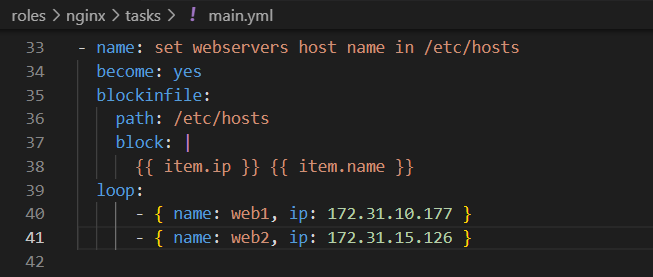 roles > nginx > tasks > ! main.yml
33 - name: set webservers host name in /etc/hosts
34   become: yes
35   blockinfile:
36     path: /etc/hosts
37     block: |
38       {{ item.ip }} {{ item.name }}
39   loop:
40       - { name: web1, ip: 172.31.10.177 }
41       - { name: web2, ip: 172.31.15.126 }
42